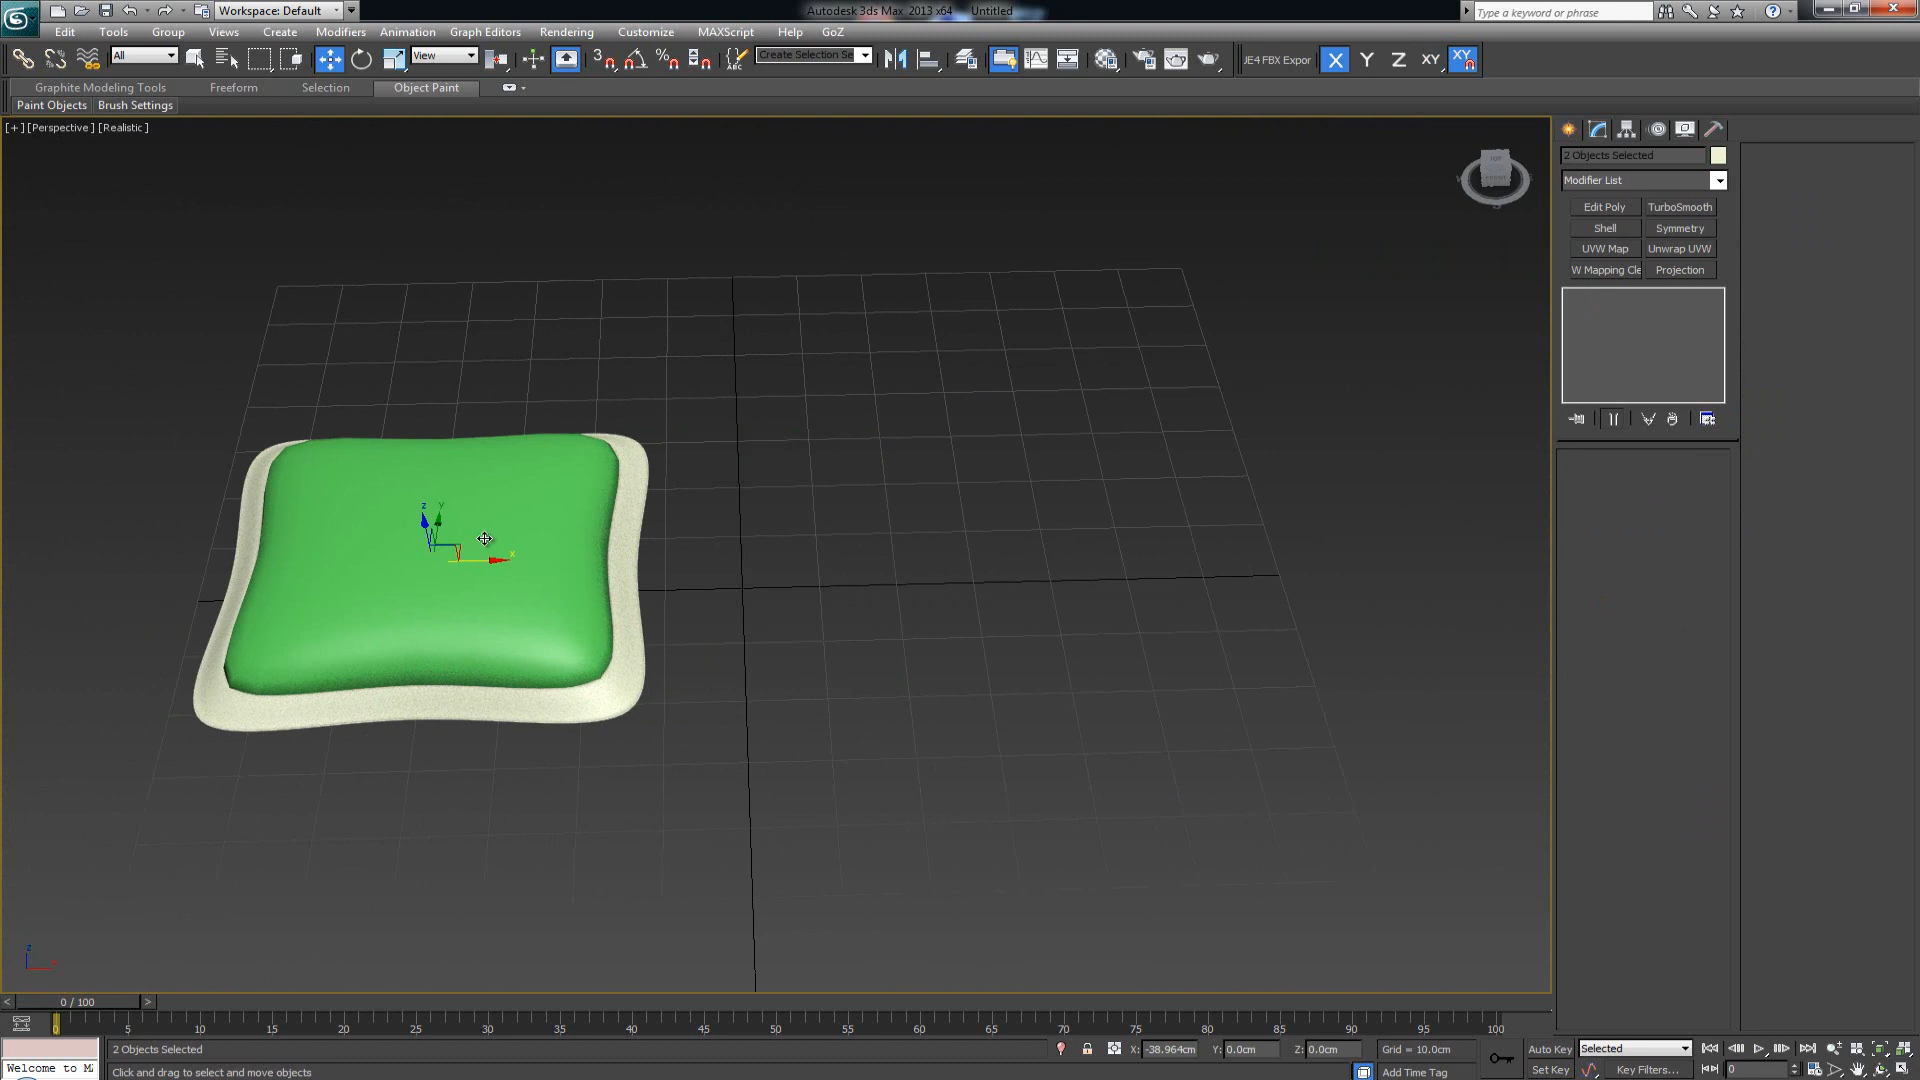 Workspace: Default
Autodesk 3ds Max 2013 x64 Untitled
Type a keyword or phrase
Edit Tools Group Views Create Modifiers Animation Graph Editors Rendering Customize MAXScript Help GoZ
All
View
3
Create Selection Se
JE4 FBX Expor X Y Z XY XY
Graphite Modeling Tools Freeform Selection Object Paint
Paint Objects Brush Settings
[+] [Perspective] [Realistic]
2 Objects Selected
Modifier List
Edit Poly TurboSmooth
Shell Symmetry
UVW Map Unwrap UVW
W Mapping Cle Projection
TOP
z y
x
z
0 / 100
0 5 10 15 20 25 30 35 40 45 50 55 60 65 70 75 80 85 90 95 100
2 Objects Selected X: -38.964cm Y: 0.0cm Z: 0.0cm Grid = 10.0cm Auto Key Selected
Welcome to MA Click and drag to select and move objects Add Time Tag Set Key Key Filters... 0